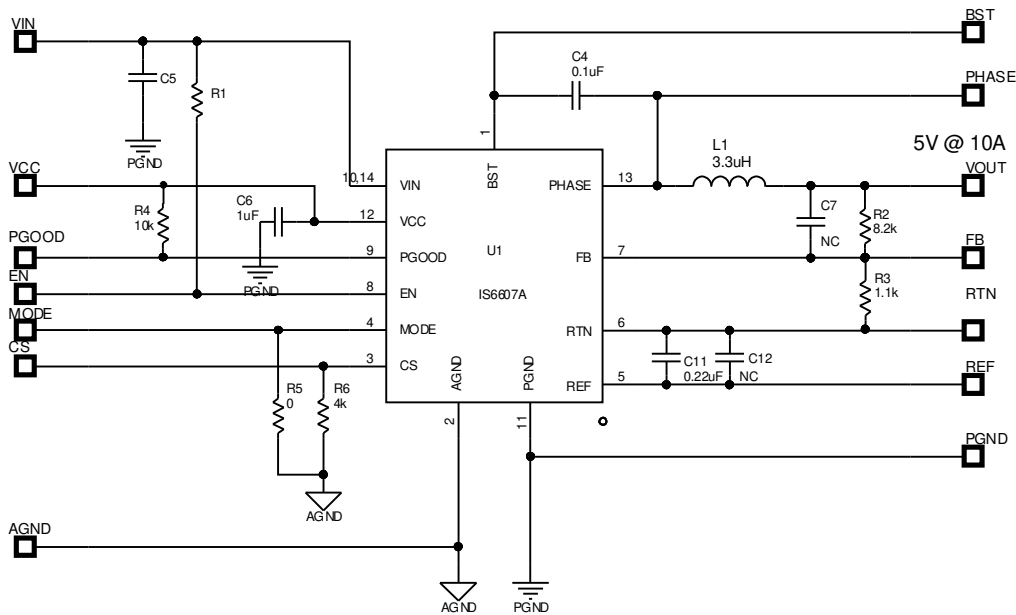 VIN
C5
R1
PGND
VCC
R4
10k
C6
1uF
PGND
PGOOD
EN
MODE
CS
R5
0
R6
4k
AGND
AGND
BST
C4
0.1uF
PHASE
5V @ 10A
L1
3.3uH
VOUT
C7
NC
R2
8.2k
FB
R3
1.1k
RTN
C11
0.22uF
C12
NC
REF
PGND
1
BST
10,14
VIN
PHASE
13
12
VCC
9
PGOOD
U1
FB
7
8
EN
IS6607A
4
MODE
RTN
6
3
CS
AGND
PGND
REF
5
2
11
AGND
PGND